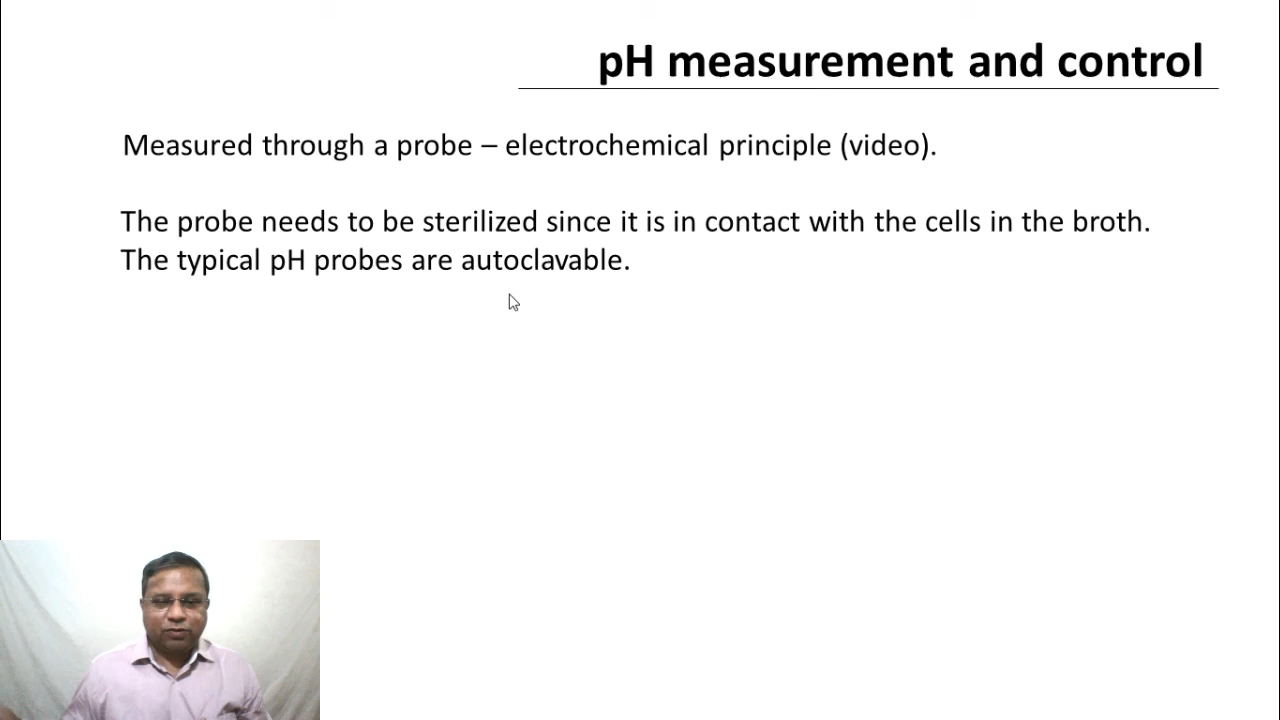 pH measurement and control
Measured through a probe – electrochemical principle (video).
The probe needs to be sterilized since it is in contact with the cells in the broth.
The typical pH probes are autoclavable.